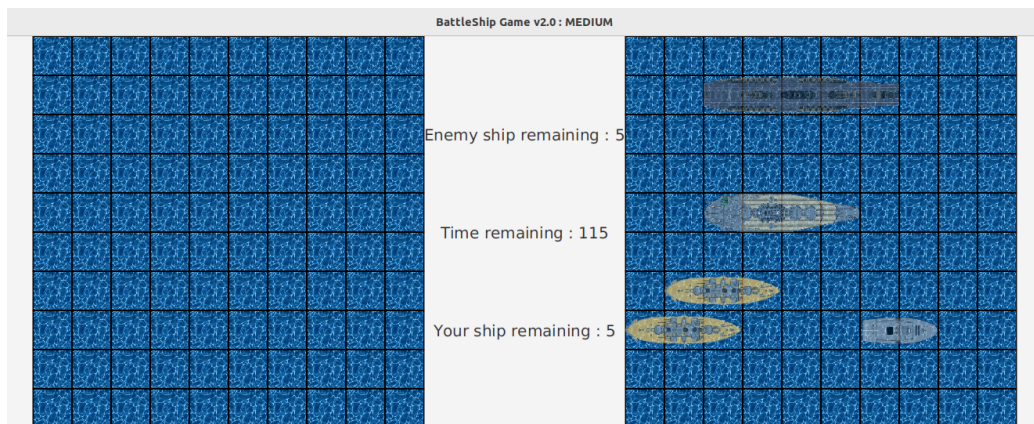 BattleShip Game v2.0 : MEDIUM
Enemy ship remaining : 5
Time remaining : 115
Your ship remaining : 5